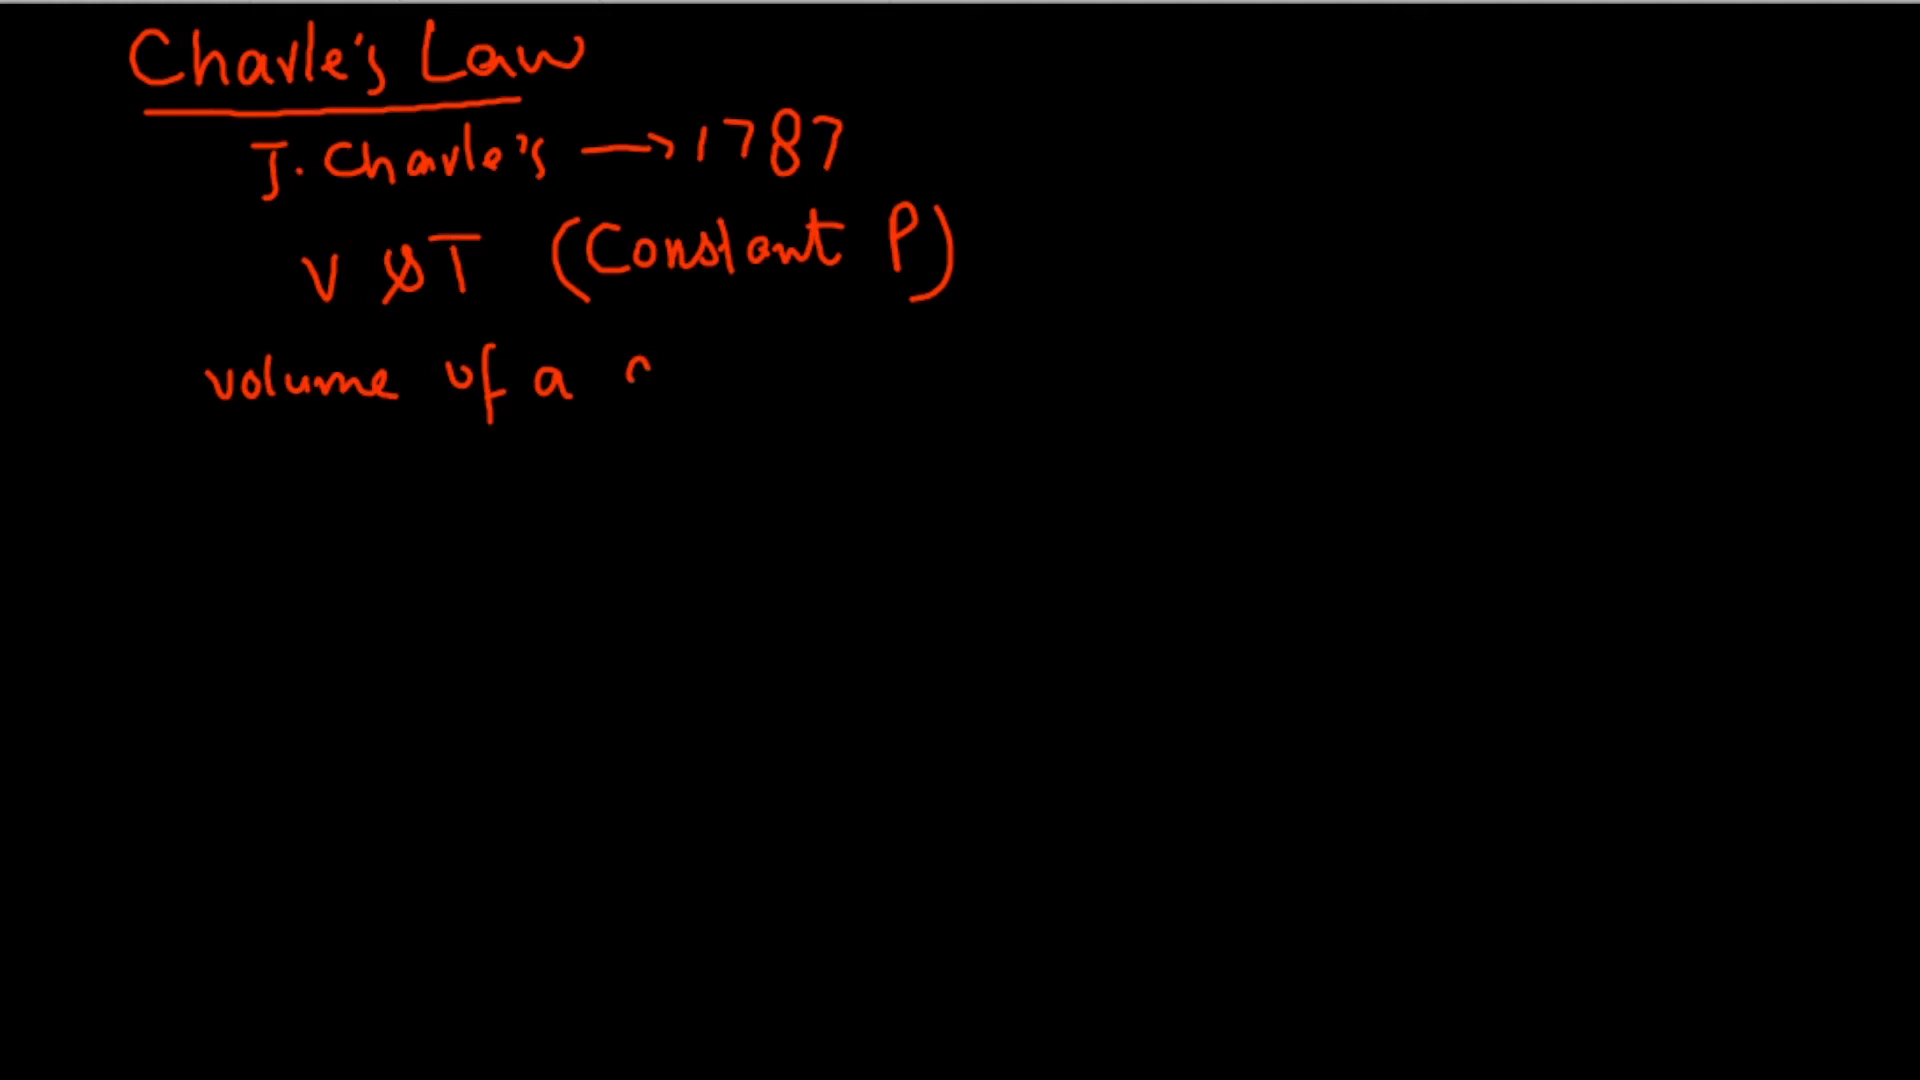 Charle's Law
J. Charle's → 1787
V ∝ T (Constant P)
volume of a